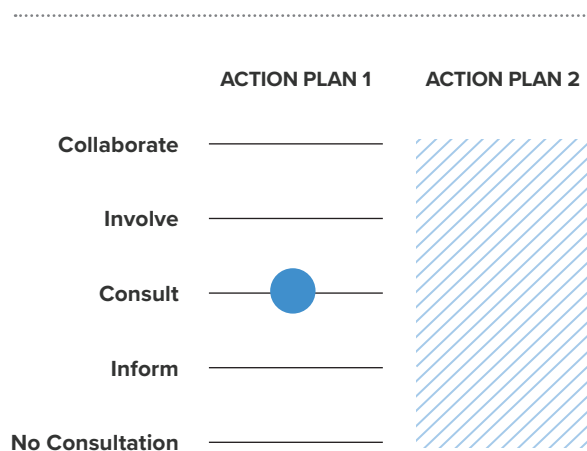 ACTION PLAN 1 ACTION PLAN 2
Collaborate
Involve
Consult
Inform
No Consultation